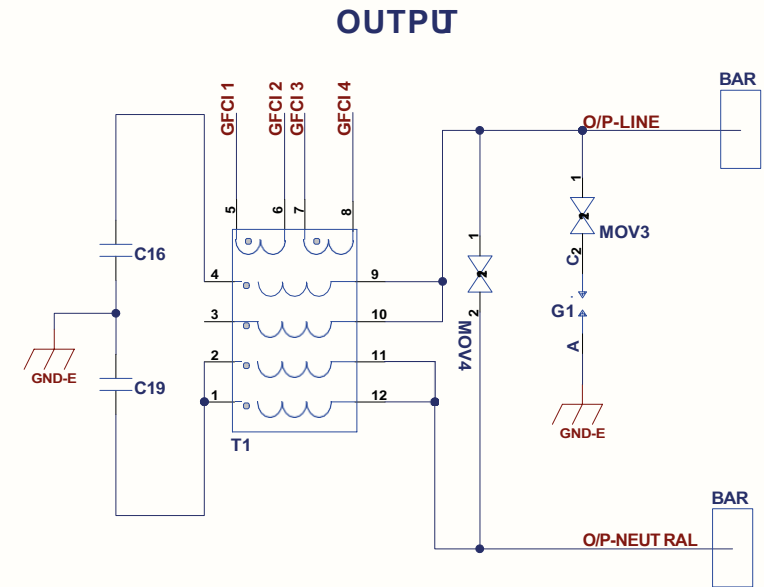 OUTPUT
BAR
GFCI 1
GFCI 2
GFCI 3
GFCI 4
O/P-LINE
5
6
7
8
1
2
MOV3
C16
1
C
2
4
9
2
G1
3
10
2
A
MOV4
GND-E
C19
2
11
1
12
GND-E
T1
BAR
O/P-NEUT RAL